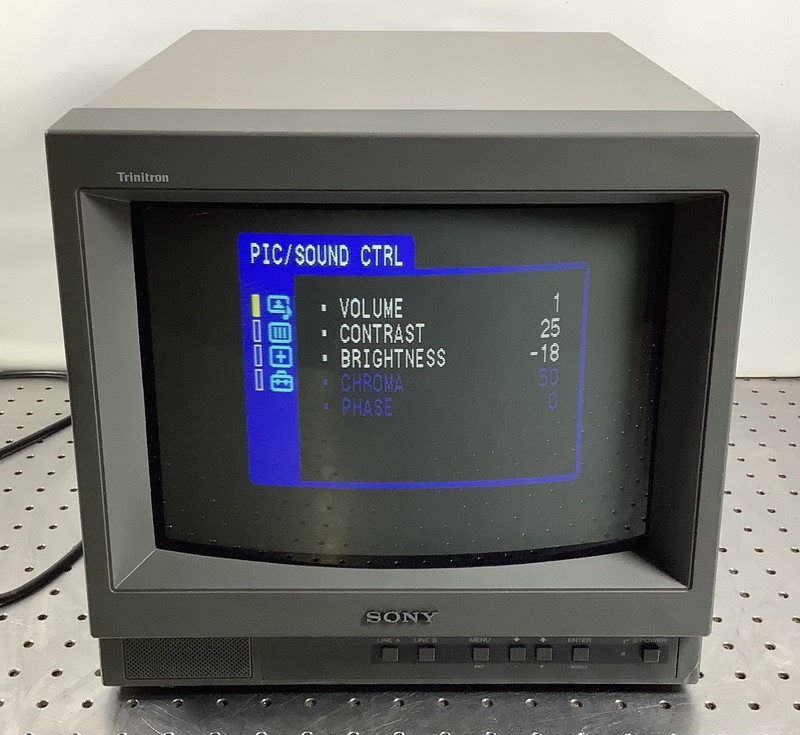 Trinitron
PIC/SOUND CTRL
VOLUME 1
CONTRAST 25
BRIGHTNESS -18
CHROMA 50
PHASE 0
SONY
LINE A LINE B MENU ENTER POWER
EXIT